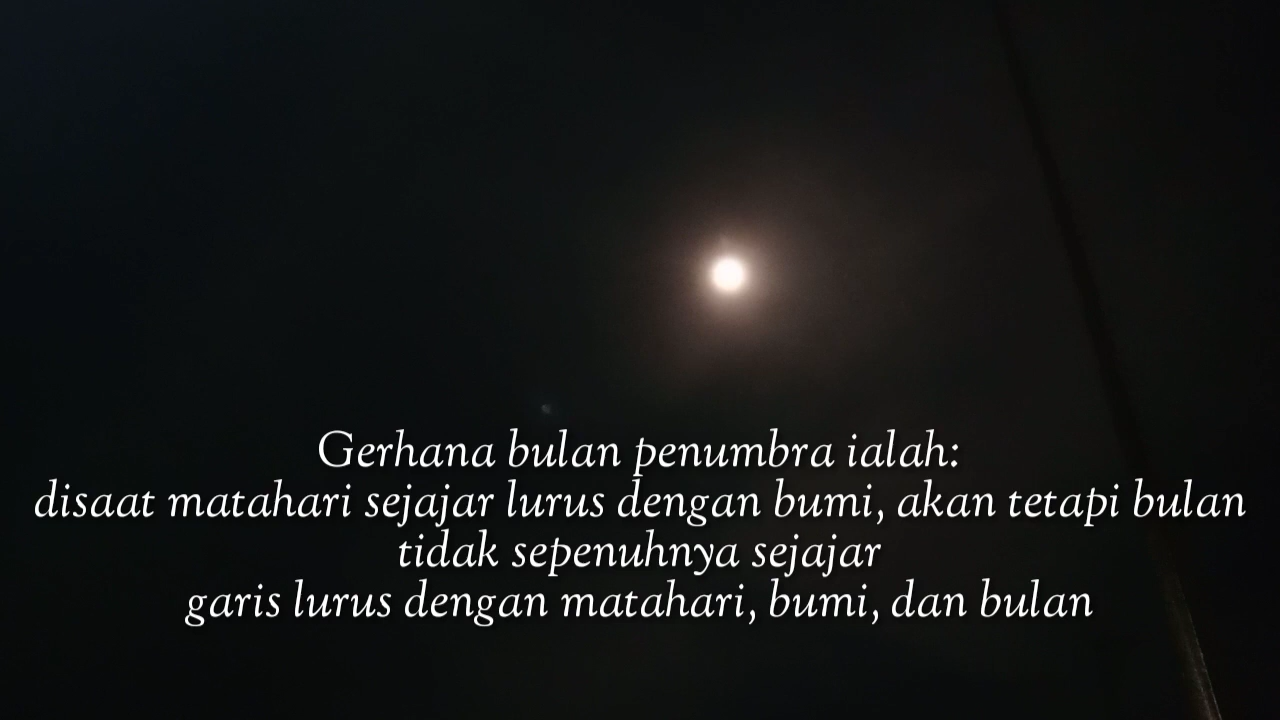 Gerhana bulan penumbra ialah:
disaat matahari sejajar lurus dengan bumi, akan tetapi bulan
tidak sepenuhnya sejajar
garis lurus dengan matahari, bumi, dan bulan